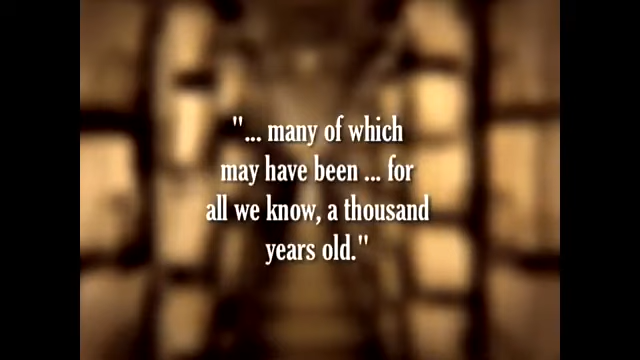 "... many of which
may have been ... for
all we know, a thousand
years old."